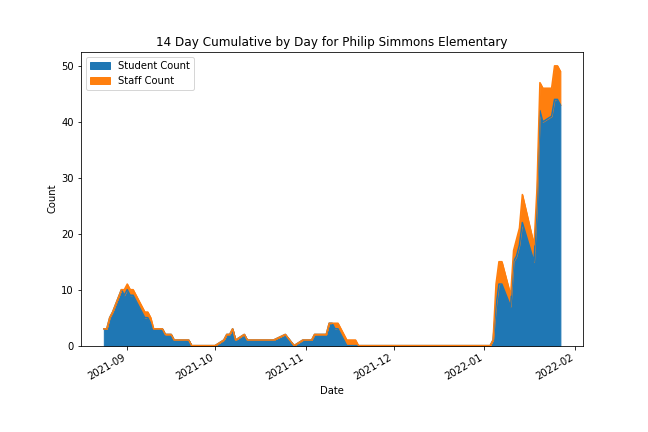 14 Day Cumulative by Day for Philip Simmons Elementary
Student Count
Staff Count
50
40
30
20
10
0
Count
2021-09
2021-10
2021-11
2021-12
2022-01
2022-02
Date